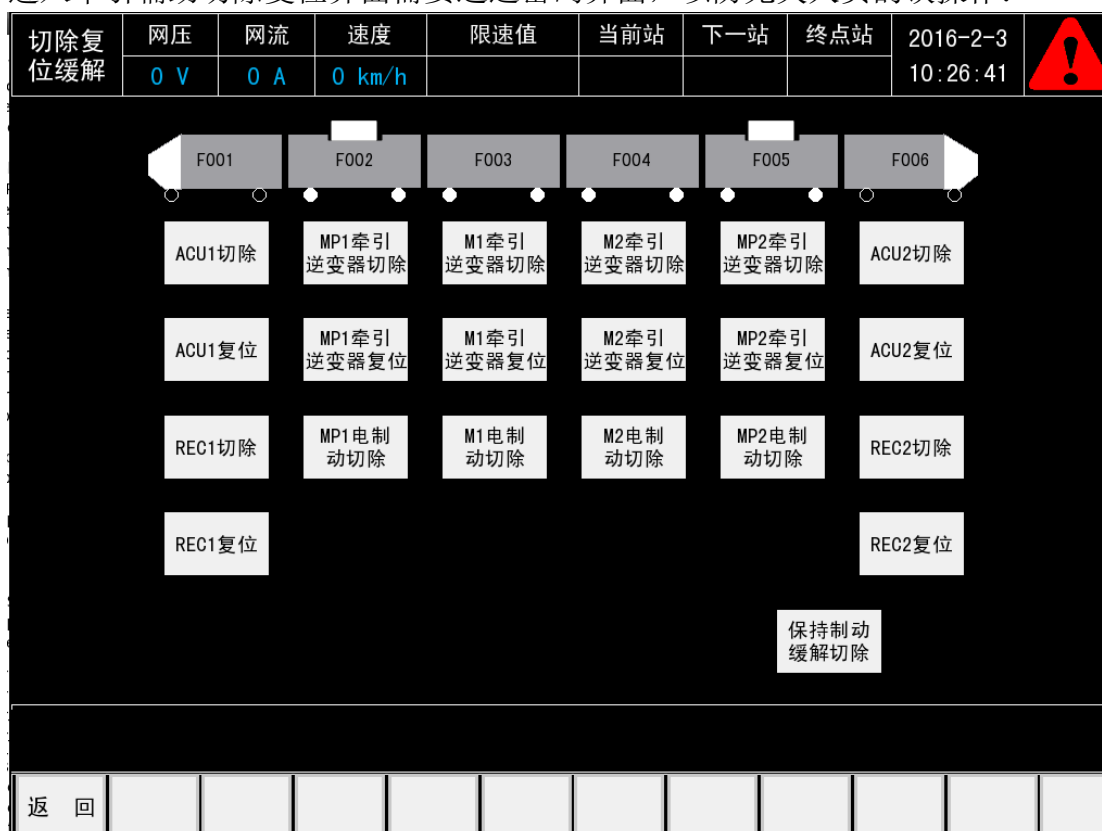 切除复位缓解
网压 网流 速度 限速值 当前站 下一站 终点站 2016-2-3
0 V 0 A 0 km/h 10:26:41
F001 F002 F003 F004 F005 F006
ACU1切除 MP1牵引逆变器切除 M1牵引逆变器切除 M2牵引逆变器切除 MP2牵引逆变器切除 ACU2切除
ACU1复位 MP1牵引逆变器复位 M1牵引逆变器复位 M2牵引逆变器复位 MP2牵引逆变器复位 ACU2复位
REC1切除 MP1电制动切除 M1电制动切除 M2电制动切除 MP2电制动切除 REC2切除
REC1复位 REC2复位
保持制动
缓解切除
返 回